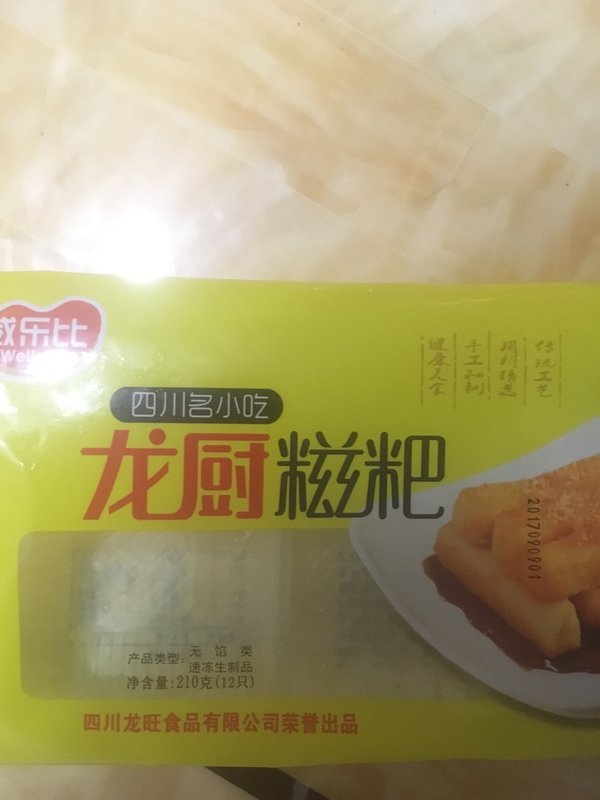 威乐比
Well
四川名小吃
龙厨糍粑
传统工艺
用料精选
手工秘制
健康美食
2017090901
产品类型:
无馅类
速冻生制品
净含量:210克(12只)
四川龙旺食品有限公司荣誉出品